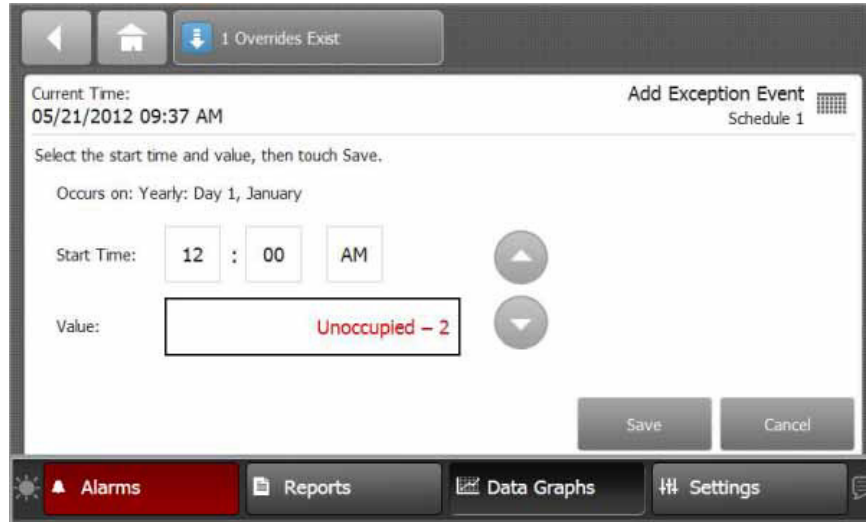 1 Overrides Exist
Current Time:
05/21/2012 09:37 AM
Add Exception Event
Schedule 1
Select the start time and value, then touch Save.
Occurs on: Yearly: Day 1, January
Start Time: 12 : 00 AM
Value: Unoccupied – 2
Save Cancel
Alarms Reports Data Graphs Settings